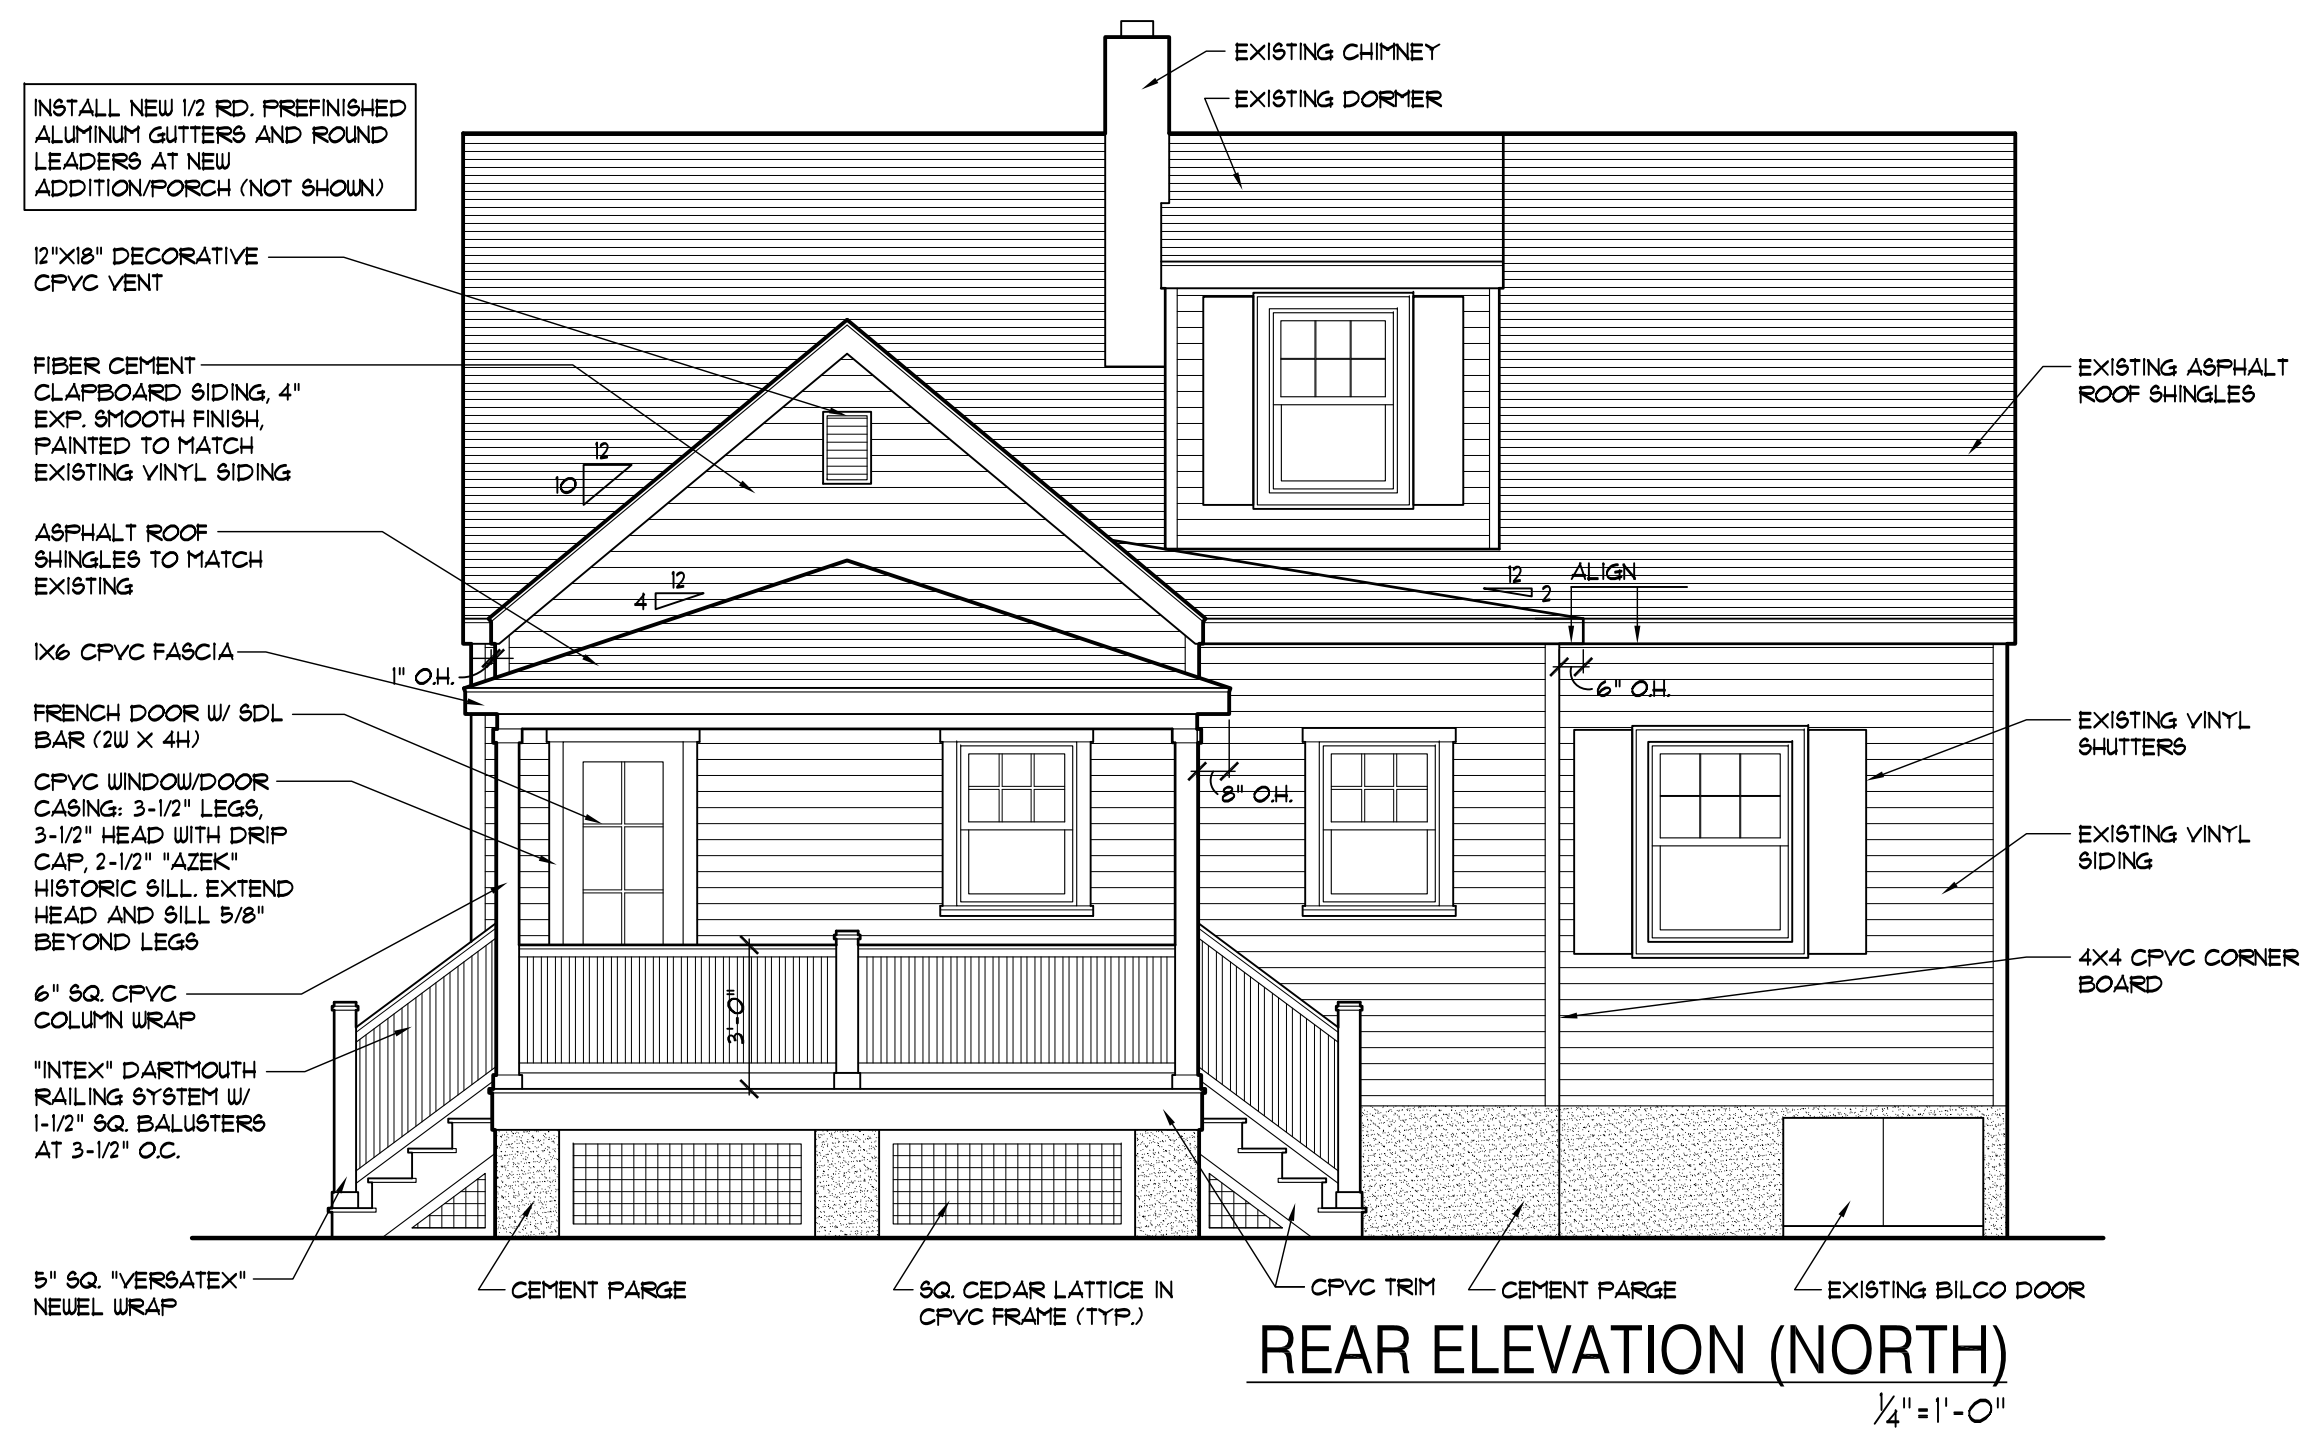 EXISTING CHIMNEY
EXISTING DORMER
INSTALL NEW 1/2 RD. PREFINISHED
ALUMINUM GUTTERS AND ROUND
LEADERS AT NEW
ADDITION/PORCH (NOT SHOWN)
12"X18" DECORATIVE
CPVC VENT
FIBER CEMENT
CLAPBOARD SIDING, 4"
EXP. SMOOTH FINISH,
PAINTED TO MATCH
EXISTING VINYL SIDING
12
10
ASPHALT ROOF
SHINGLES TO MATCH
EXISTING
12
4
12
2
ALIGN
1X6 CPVC FASCIA
1" O.H.
6" O.H.
8" O.H.
FRENCH DOOR W/ SDL
BAR (2W X 4H)
CPVC WINDOW/DOOR
CASING: 3-1/2" LEGS,
3-1/2" HEAD WITH DRIP
CAP, 2-1/2" "AZEK"
HISTORIC SILL. EXTEND
HEAD AND SILL 5/8"
BEYOND LEGS
6" SQ. CPVC
COLUMN WRAP
3'-0"
"INTEX" DARTMOUTH
RAILING SYSTEM W/
1-1/2" SQ. BALUSTERS
AT 3-1/2" O.C.
5" SQ. "VERSATEX"
NEWEL WRAP
EXISTING ASPHALT
ROOF SHINGLES
EXISTING VINYL
SHUTTERS
EXISTING VINYL
SIDING
4X4 CPVC CORNER
BOARD
CEMENT PARGE
SQ. CEDAR LATTICE IN
CPVC FRAME (TYP.)
CPVC TRIM
CEMENT PARGE
EXISTING BILCO DOOR
REAR ELEVATION (NORTH)
1/4"=1'-0"